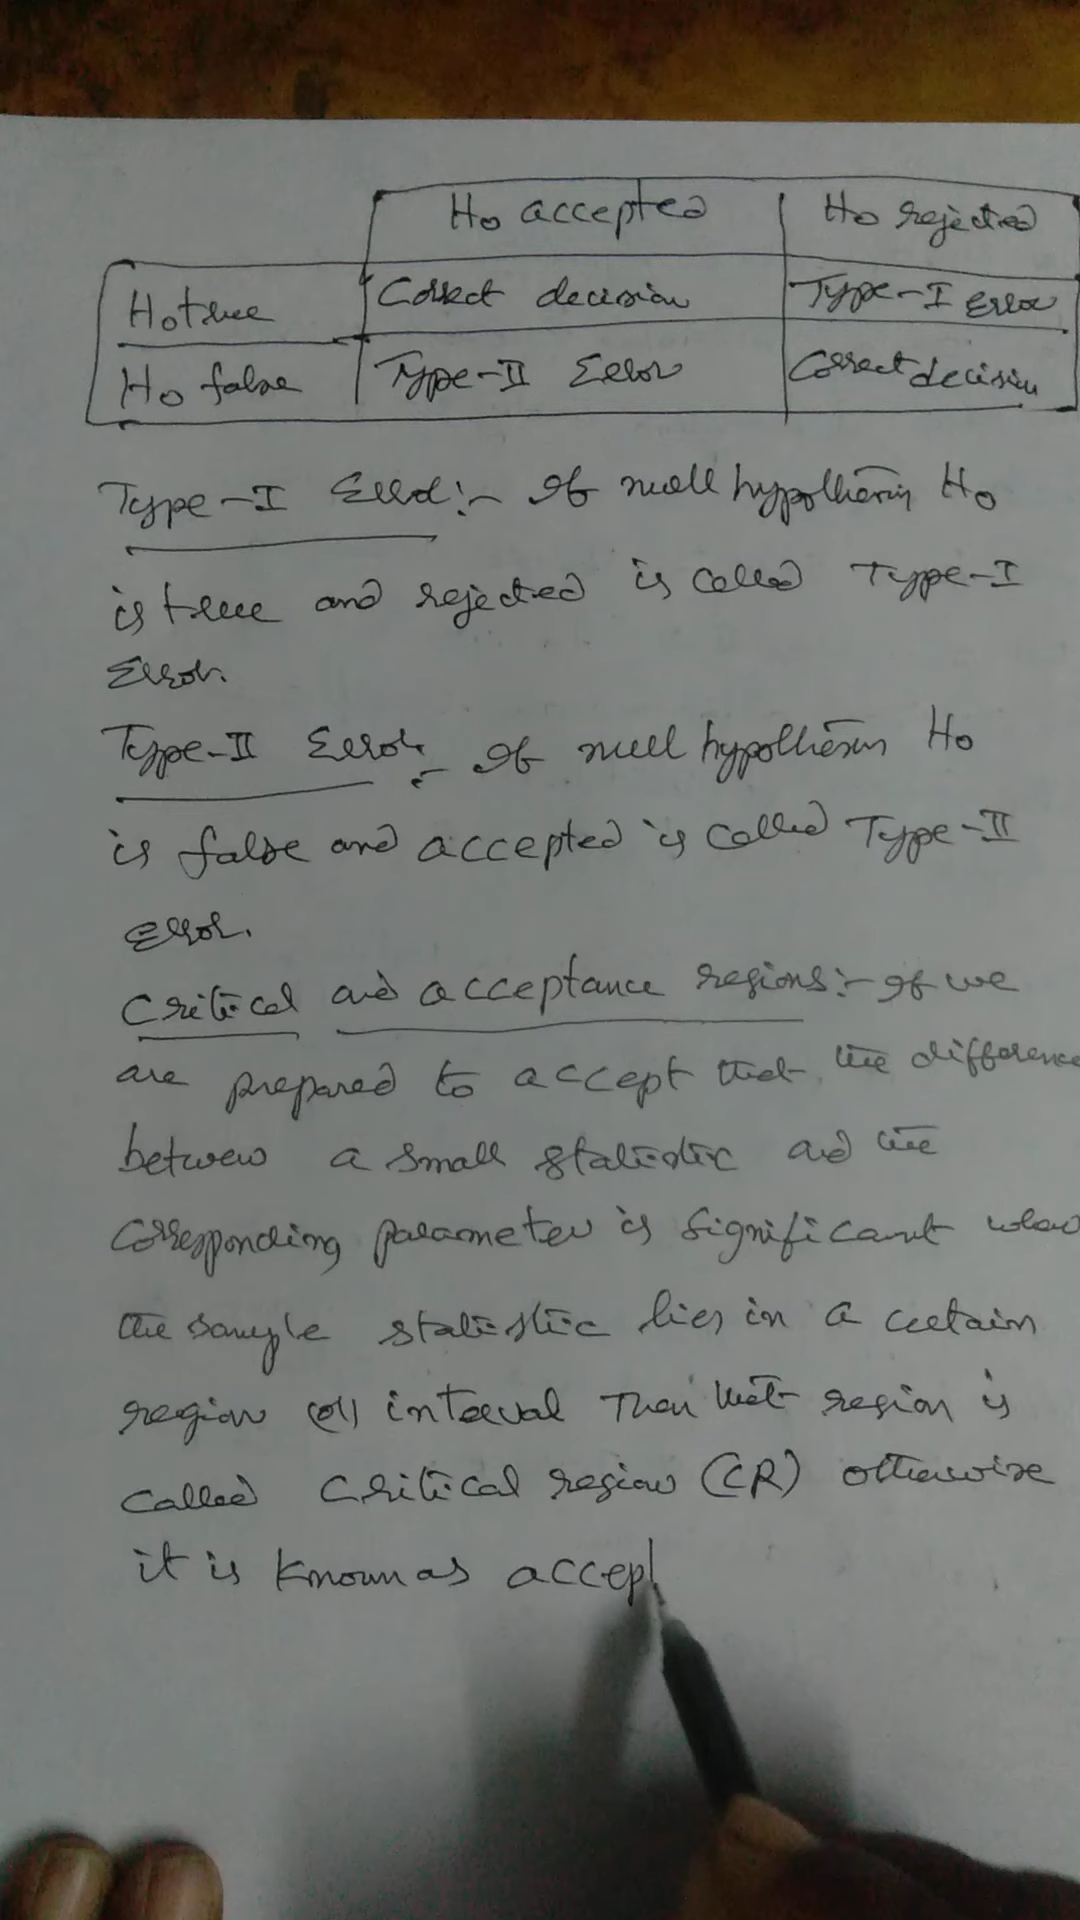 Ho accepted Ho rejected
Ho true Correct decision Type-I Error
Ho false Type-II Error Correct decision
Type-I Error:- If null hypothesis Ho
is true and rejected is called Type-I
Error.
Type-II Error:- If null hypothesis Ho
is false and accepted is called Type-II
Error.
Critical and acceptance regions:- If we
are prepared to accept that the difference
between a small statistic and the
corresponding parameter is significant when
the sample statistic lies in a certain
region (or) interval Then that region is
called critical region (CR) otherwise
it is known as accept